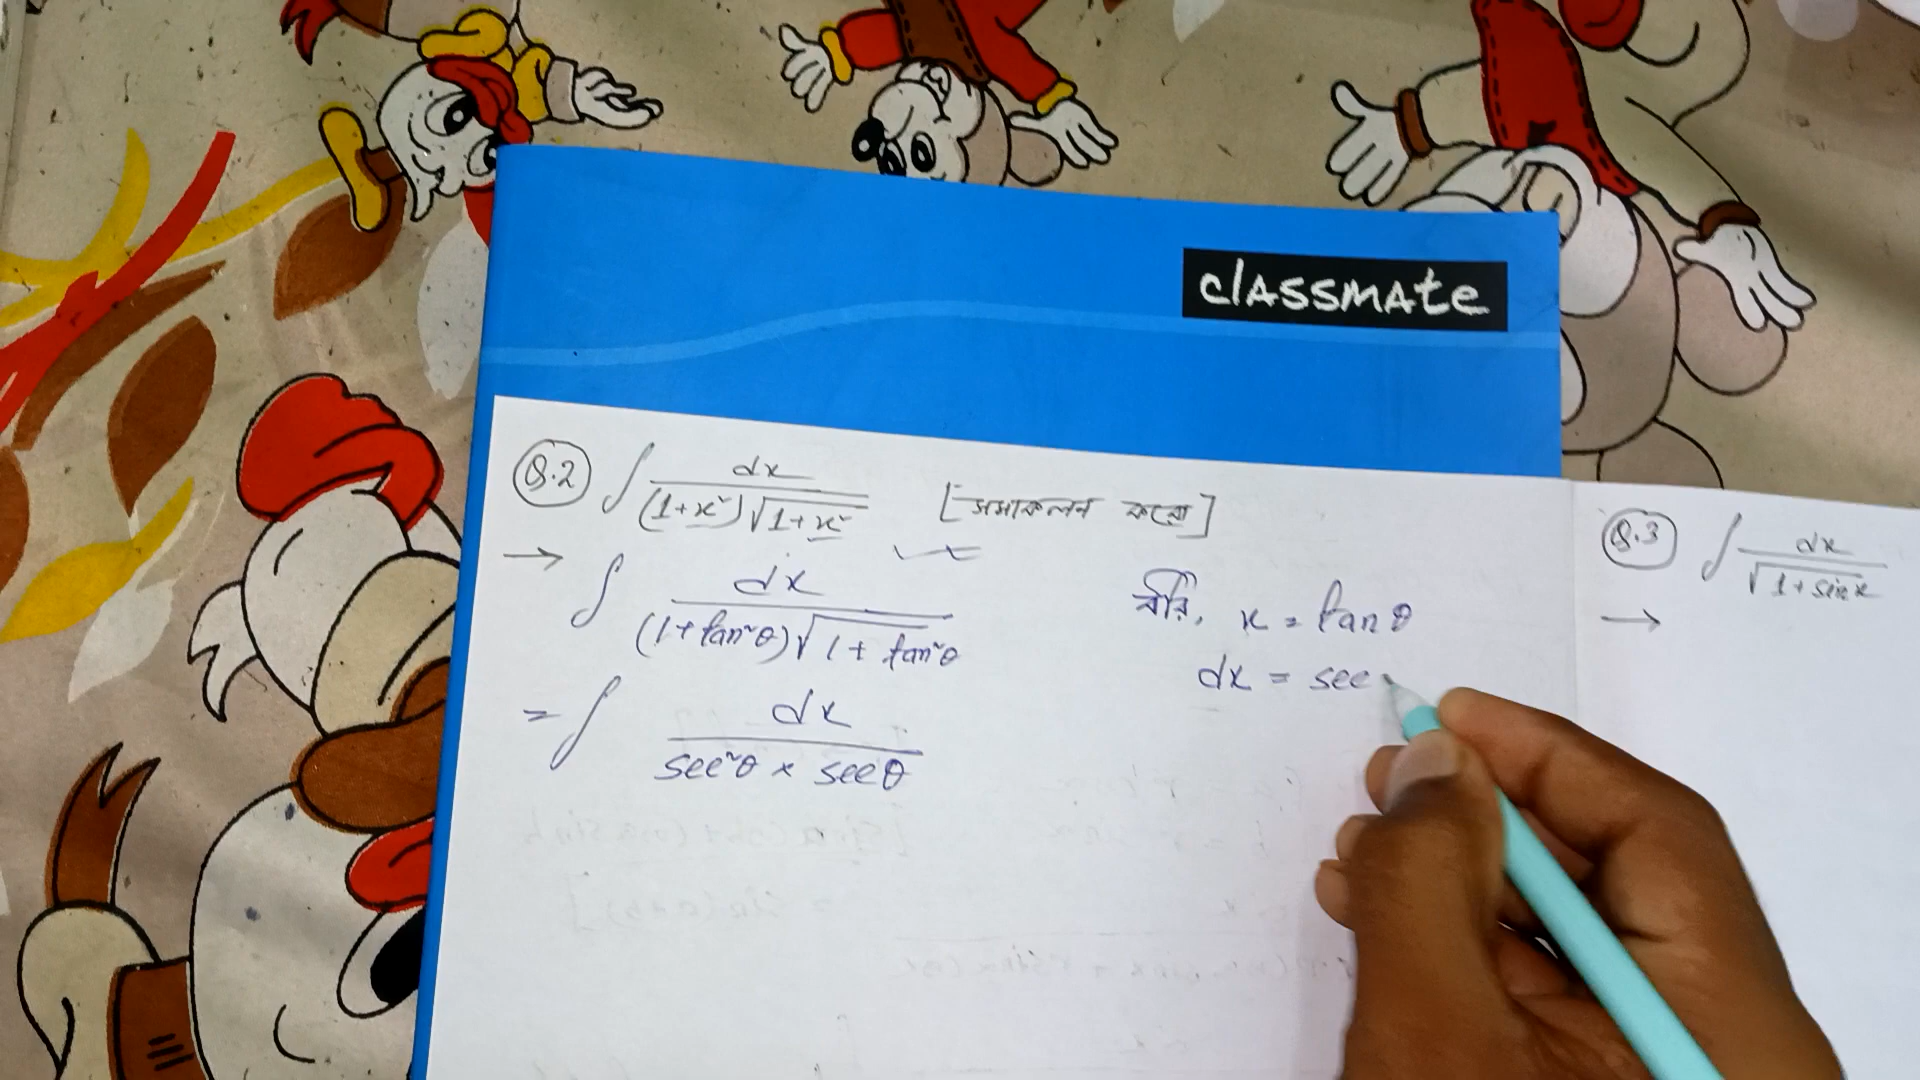 classmate
Q.2 ∫ dx / (1+x²)√1+x² [সমাকলন করো]
→ ∫ dx / (1+tan²θ)√1+tan²θ
ধরি, x = tanθ
dx = sec
= ∫ dx / sec²θ × secθ
Q.3 ∫ dx / √1+sinx
→